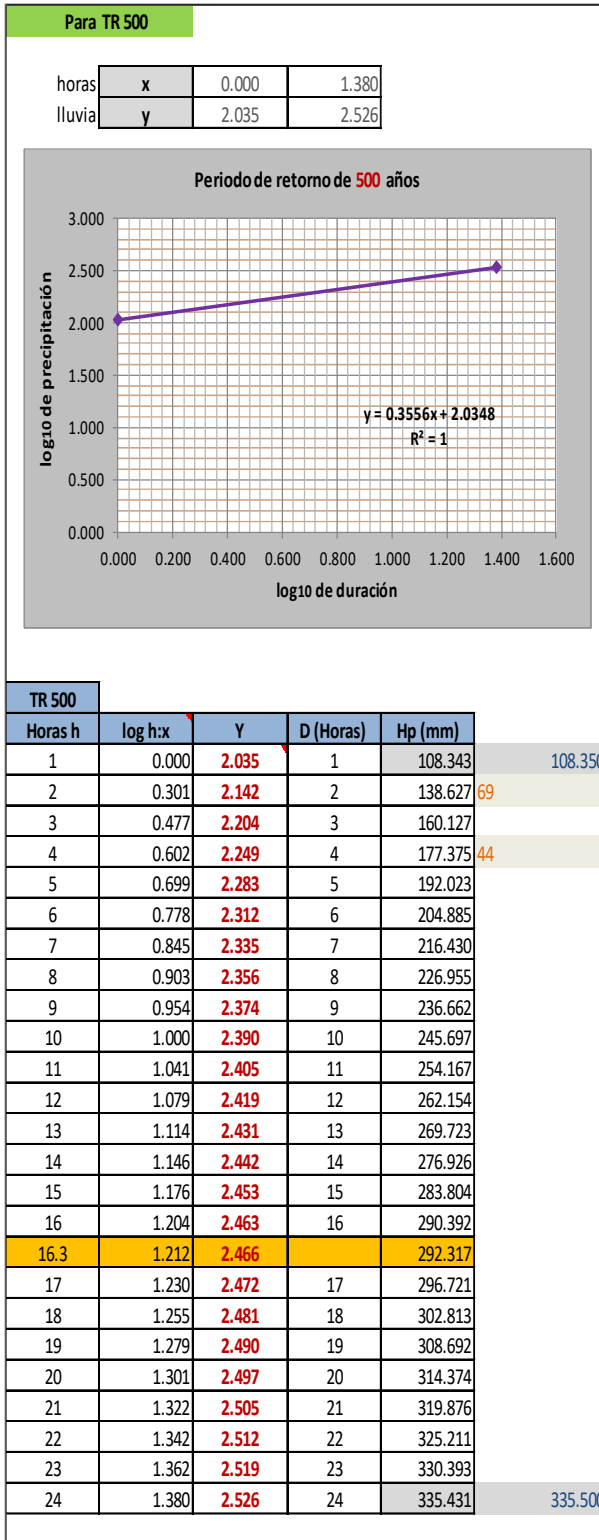 Para TR 500
horas x 0.000 1.380
lluvia y 2.035 2.526
Periodo de retorno de 500 años
3.000
2.500
2.000
1.500
1.000
0.500
0.000
log10 de precipitación
y = 0.3556x + 2.0348
R² = 1
0.000 0.200 0.400 0.600 0.800 1.000 1.200 1.400 1.600
log10 de duración
TR 500
Horas h log h:x Y D (Horas) Hp (mm)
1 0.000 2.035 1 108.343 108.350
2 0.301 2.142 2 138.627 69
3 0.477 2.204 3 160.127
4 0.602 2.249 4 177.375 44
5 0.699 2.283 5 192.023
6 0.778 2.312 6 204.885
7 0.845 2.335 7 216.430
8 0.903 2.356 8 226.955
9 0.954 2.374 9 236.662
10 1.000 2.390 10 245.697
11 1.041 2.405 11 254.167
12 1.079 2.419 12 262.154
13 1.114 2.431 13 269.723
14 1.146 2.442 14 276.926
15 1.176 2.453 15 283.804
16 1.204 2.463 16 290.392
16.3 1.212 2.466 292.317
17 1.230 2.472 17 296.721
18 1.255 2.481 18 302.813
19 1.279 2.490 19 308.692
20 1.301 2.497 20 314.374
21 1.322 2.505 21 319.876
22 1.342 2.512 22 325.211
23 1.362 2.519 23 330.393
24 1.380 2.526 24 335.431 335.500